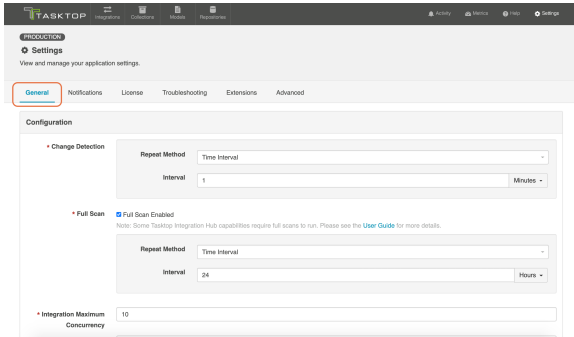 TASKTOP
Integrations
Collections
Models
Repositories
Activity
Metrics
Help
Settings
PRODUCTION
Settings
View and manage your application settings.
General
Notifications
License
Troubleshooting
Extensions
Advanced
Configuration
* Change Detection
Repeat Method
Time Interval
Interval
1
Minutes
* Full Scan
Full Scan Enabled
Note: Some Tasktop Integration Hub capabilities require full scans to run. Please see the User Guide for more details.
Repeat Method
Time Interval
Interval
24
Hours
* Integration Maximum
Concurrency
10